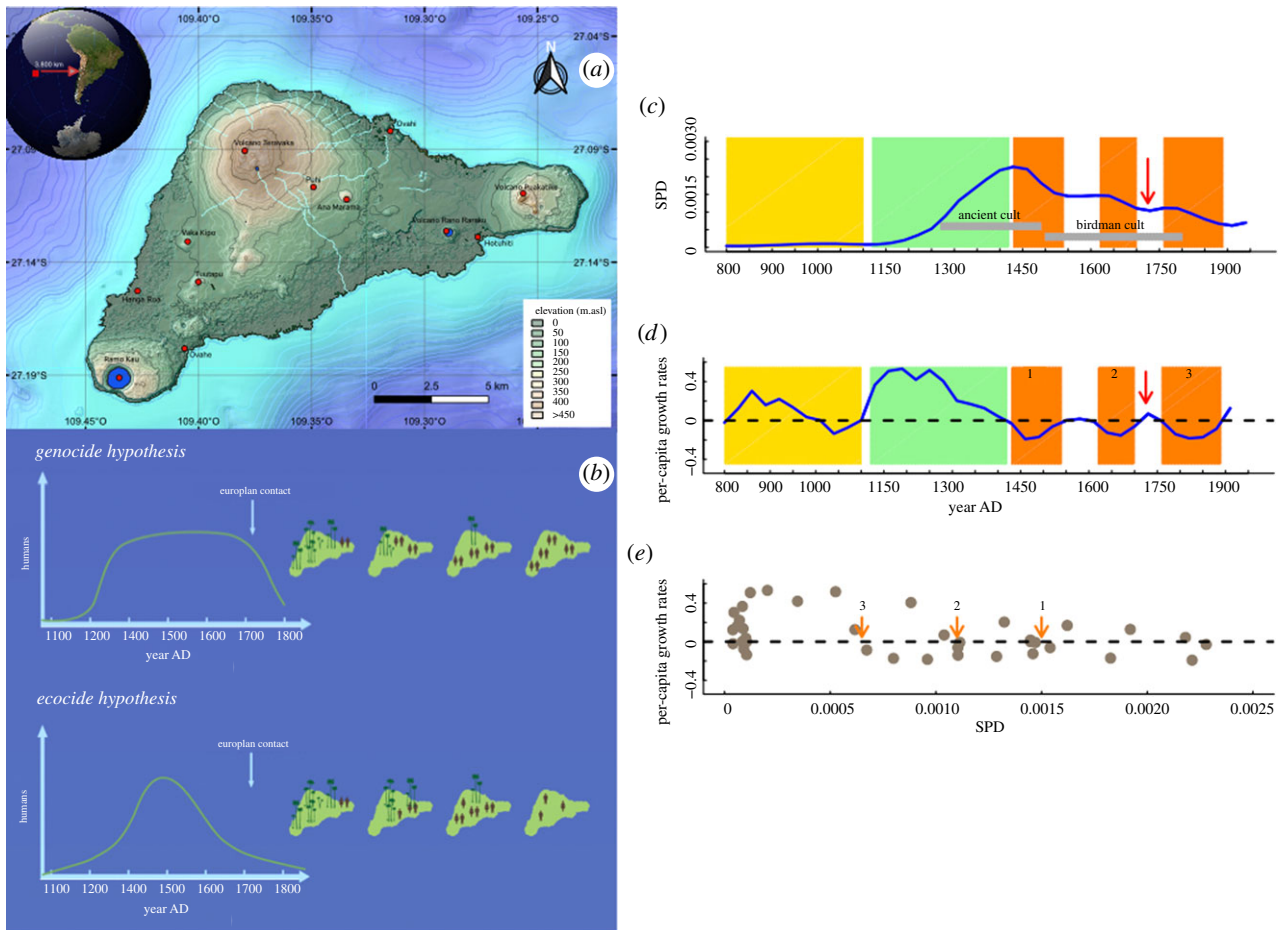 109.40°O 109.35°S 109.30°S 109.25°S
27.04°S
3.800 km
N
(a)
Ovahi
27.09°S
27.09°S
Volcano Terevaka
Puhi
Ana Marama
Volcano Puakatike
Volcano Rano Raraku
Vaka Kipo
Hotuhiti
27.14°S
27.14°S
Tuutapu
Hanga Roa
Ovahe
Rano Kau
27.19°S
elevation (m.asl)
0
50
100
150
200
250
300
350
400
>450
0 2.5 5 km
109.45°S 109.40°S 109.35°S 109.30°S
(b)
genocide hypothesis
europlan contact
humans
1100 1200 1400 1500 1600 1700 1800
year AD
ecocide hypothesis
europlan contact
humans
1100 1200 1400 1500 1600 1700 1800
year AD
(c)
SPD
0.0030
0.0015
0
ancient cult
birdman cult
800 900 1000 1150 1300 1450 1600 1750 1900
(d)
per-capita growth rates
0.4
0
−0.4
1 2 3
800 900 1000 1150 1300 1450 1600 1750 1900
year AD
(e)
per-capita growth rates
0.4
0
−0.4
3 2 1
0 0.0005 0.0010 0.0015 0.0020 0.0025
SPD